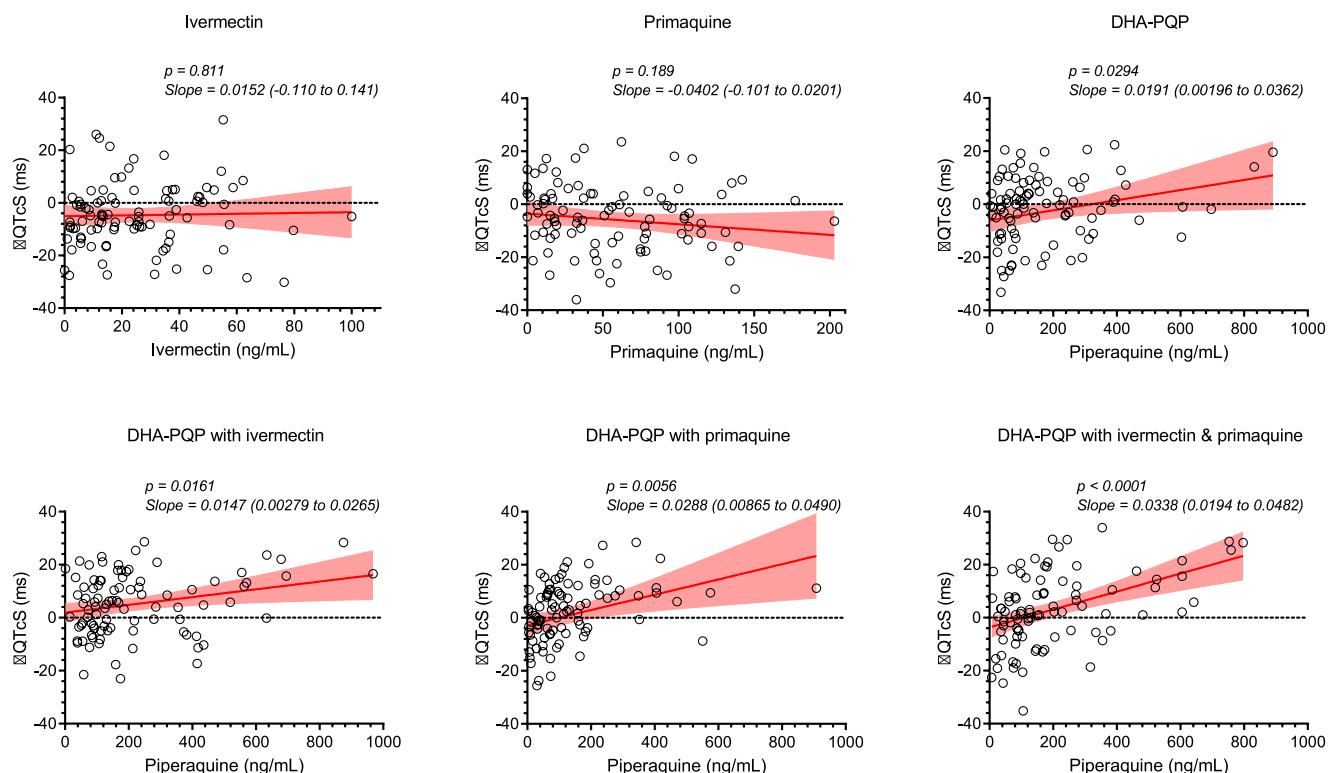 Ivermectin
p = 0.811
Slope = 0.0152 (-0.110 to 0.141)
40
20
0
-20
-40
QTcS (ms)
0
20
40
60
80
100
Ivermectin (ng/mL)
Primaquine
p = 0.189
Slope = -0.0402 (-0.101 to 0.0201)
40
20
0
-20
-40
QTcS (ms)
0
50
100
150
200
Primaquine (ng/mL)
DHA-PQP
p = 0.0294
Slope = 0.0191 (0.00196 to 0.0362)
40
20
0
-20
-40
QTcS (ms)
0
200
400
600
800
1000
Piperaquine (ng/mL)
DHA-PQP with ivermectin
p = 0.0161
Slope = 0.0147 (0.00279 to 0.0265)
40
20
0
-20
-40
QTcS (ms)
0
200
400
600
800
1000
Piperaquine (ng/mL)
DHA-PQP with primaquine
p = 0.0056
Slope = 0.0288 (0.00865 to 0.0490)
40
20
0
-20
-40
QTcS (ms)
0
200
400
600
800
1000
Piperaquine (ng/mL)
DHA-PQP with ivermectin & primaquine
p < 0.0001
Slope = 0.0338 (0.0194 to 0.0482)
40
20
0
-20
-40
QTcS (ms)
0
200
400
600
800
1000
Piperaquine (ng/mL)